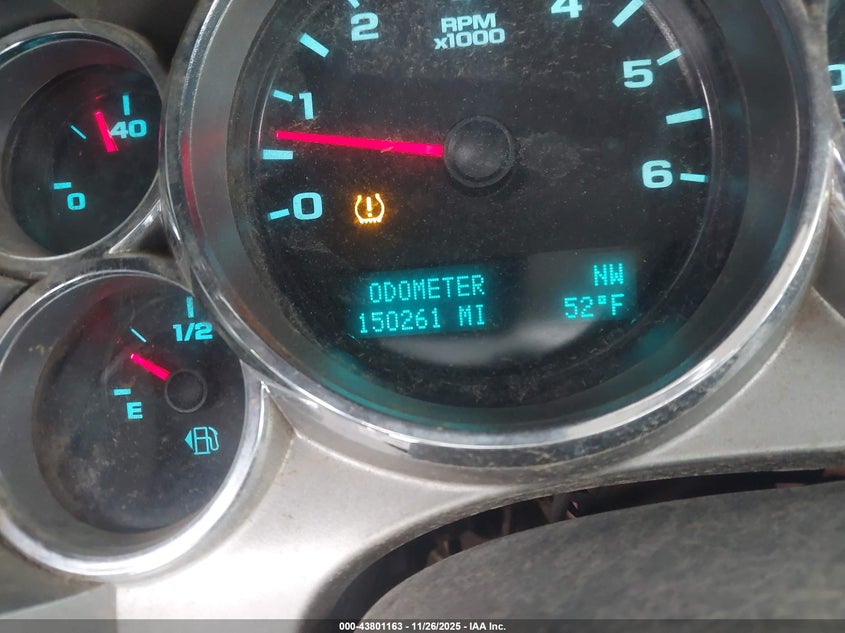 2
4
RPM
x1000
5
1
40
6
0
0
NW
ODOMETER
52°F
150261 MI
1/2
E
000-43801163 - 11/26/2025 - IAA Inc.